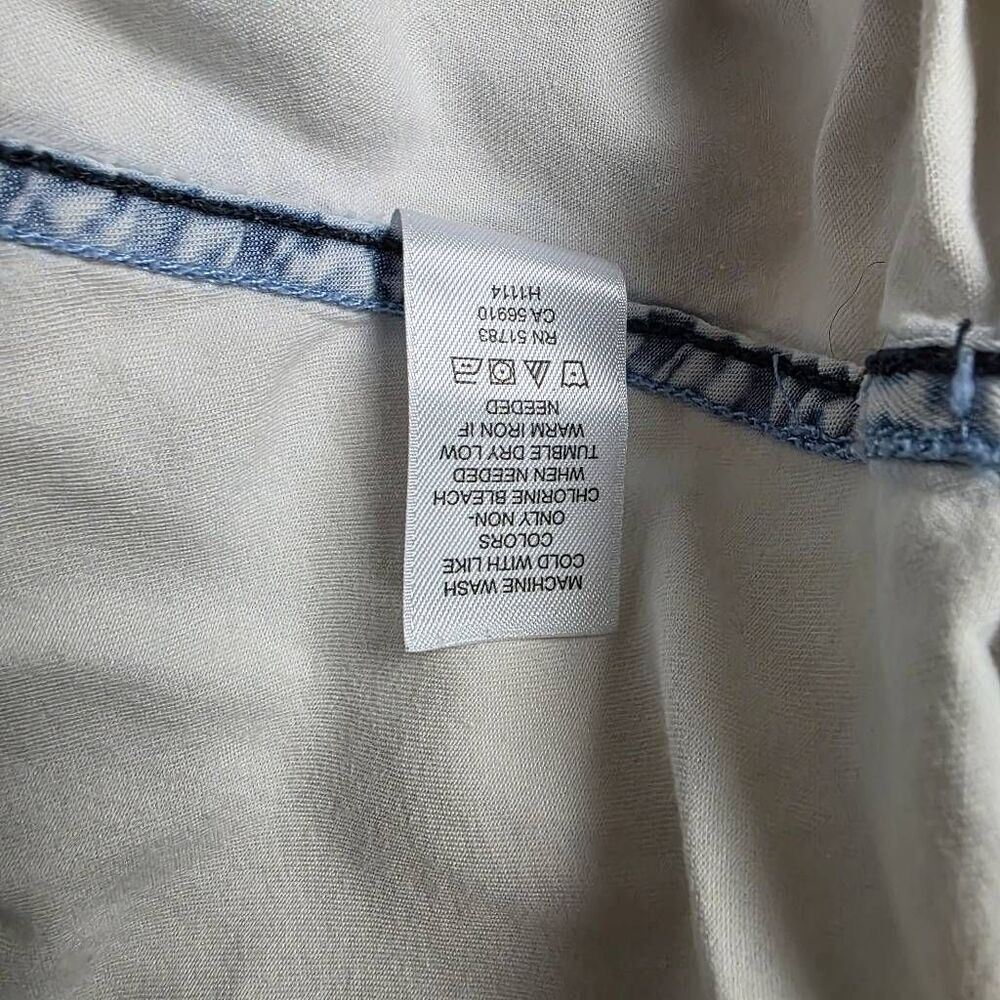 MACHINE WASH
COLD WITH LIKE
COLORS
ONLY NON-
CHLORINE BLEACH
WHEN NEEDED
TUMBLE DRY LOW
WARM IRON IF
NEEDED
RN 51783
CA 56910
H1114